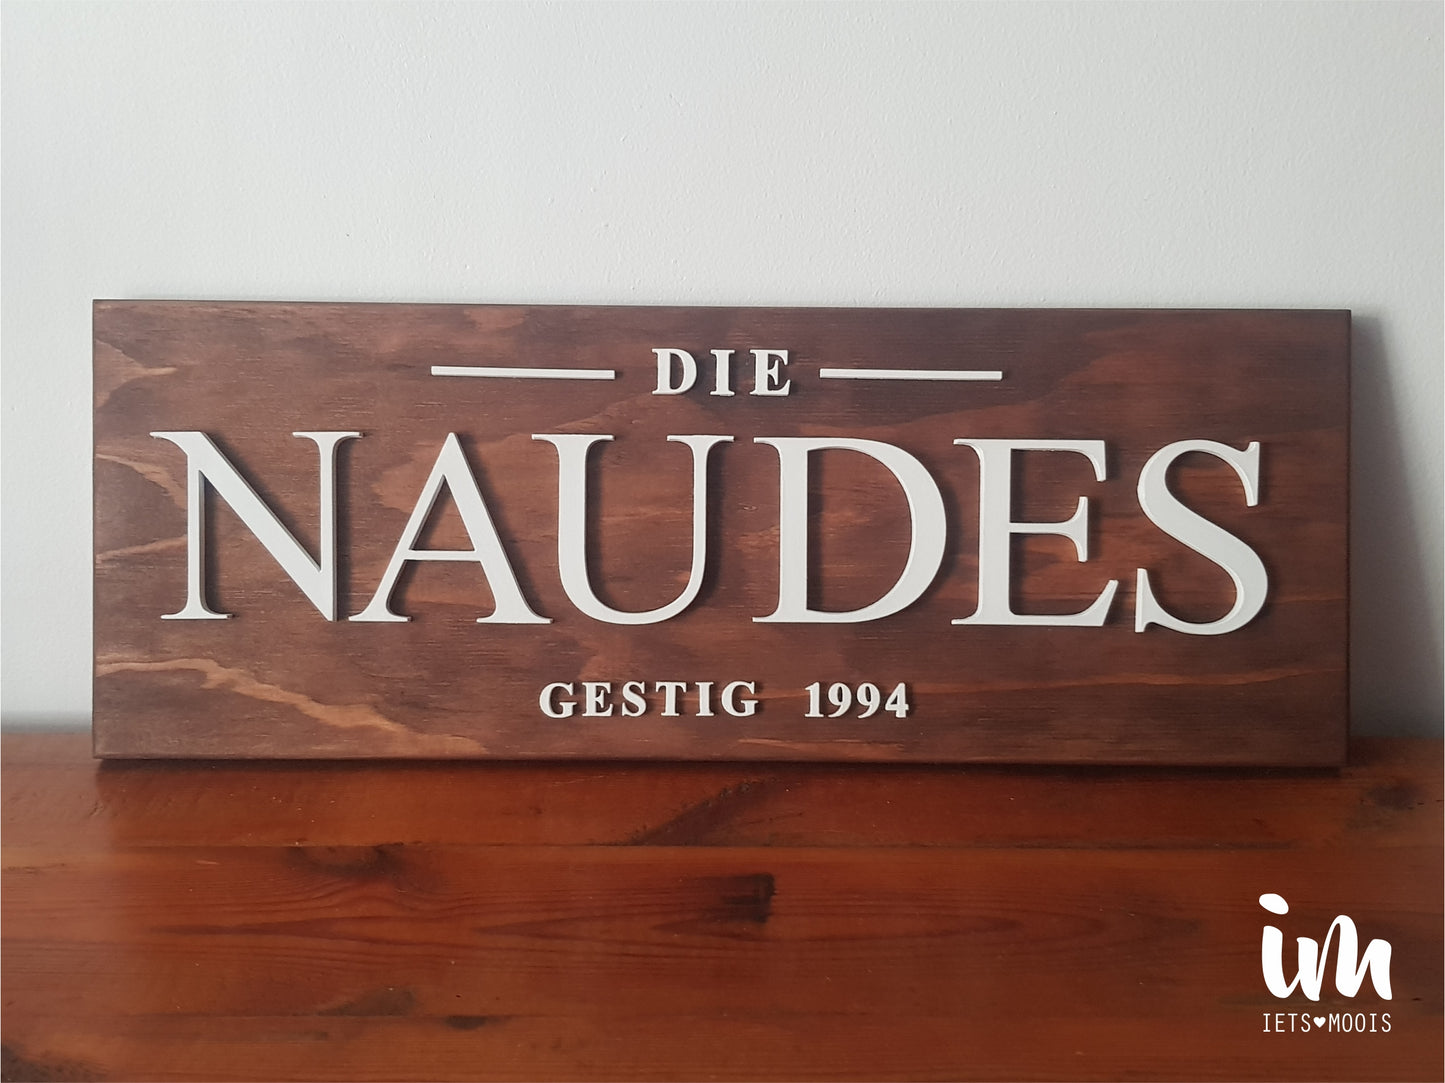 DIE
NAUDES
GESTIG 1994
im
IETS♥MOOIS